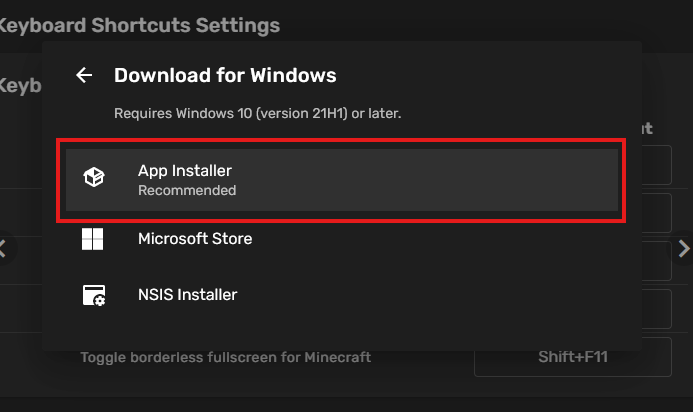 Keyboard Shortcuts Settings
Download for Windows
Keyb
Requires Windows 10 (version 21H1) or later.
ut
App Installer
Recommended
Microsoft Store
NSIS Installer
Toggle borderless fullscreen for Minecraft
Shift+F11